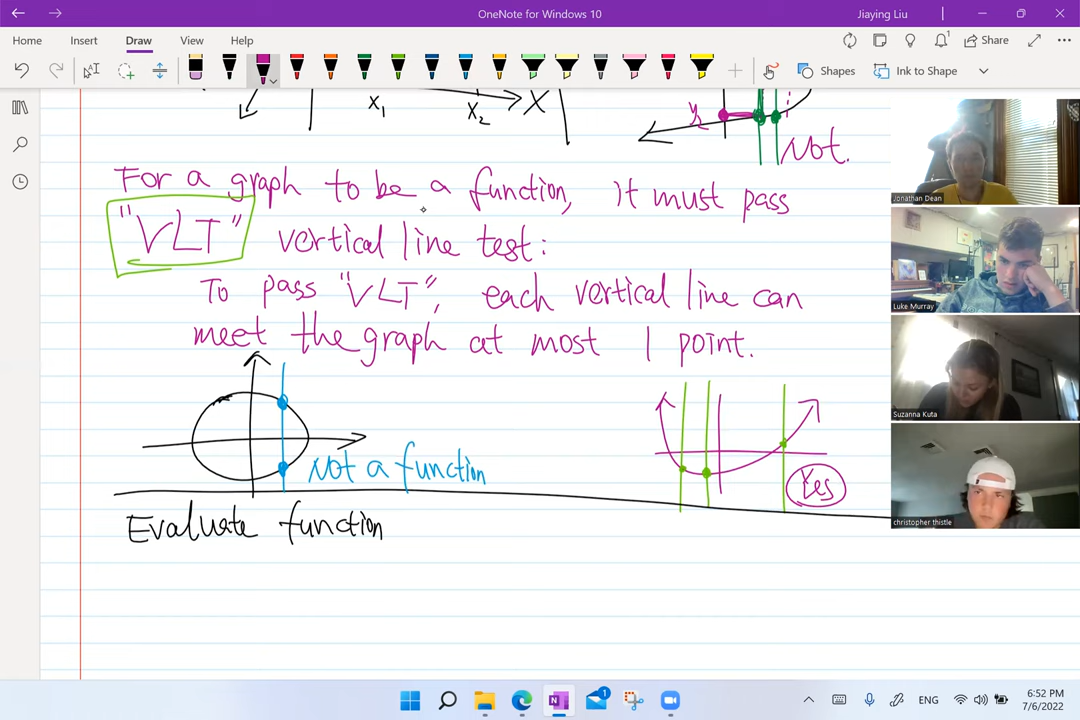 OneNote for Windows 10
Jiaying Liu
Home Insert Draw View Help
Share
Shapes
Ink to Shape
x₁
x₂
X
Not.
For a graph to be a function, it must pass
"VLT" vertical line test:
To pass "VLT", each vertical line can
meet the graph at most 1 point.
Not a function
Yes
Evaluate function
Jonathan Dean
Luke Murray
Suzanna Kuta
christopher thistle
1
ENG
6:52 PM
7/6/2022